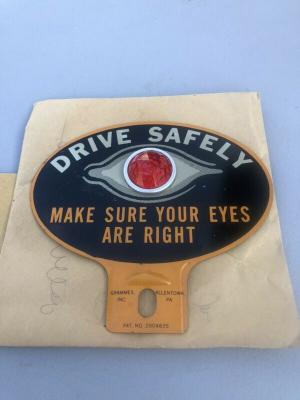 DRIVE SAFELY
MAKE SURE YOUR EYES
ARE RIGHT
GRAMMES, ALLENTOWN,
INC. PA.
PAT. NO.